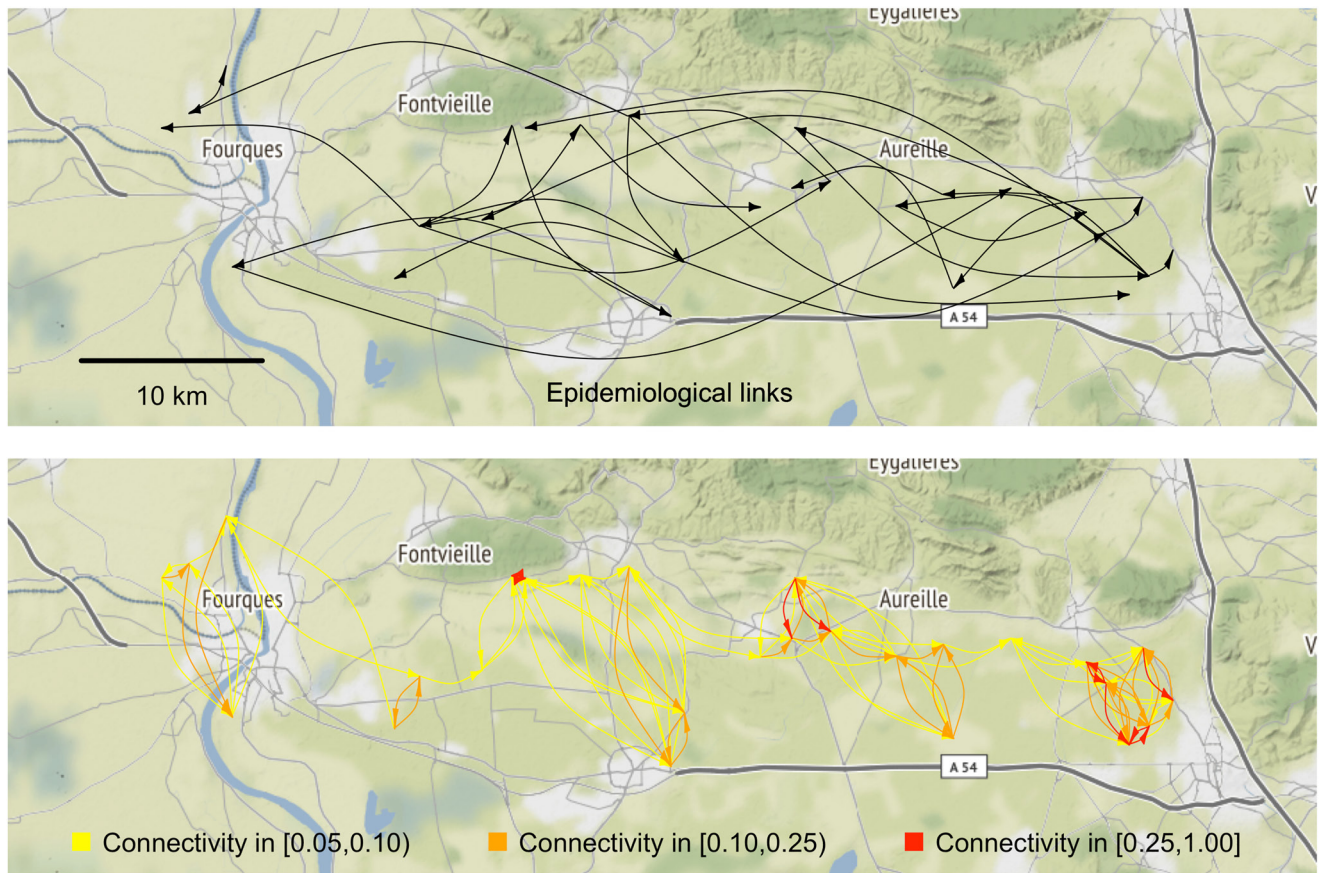 Eygalières
Fontvieille
Fourques
Aureille
V
A 54
10 km
Epidemiological links
Eygalières
Fontvieille
Fourques
Aureille
V
A 54
Connectivity in [0.05,0.10)
Connectivity in [0.10,0.25)
Connectivity in [0.25,1.00]